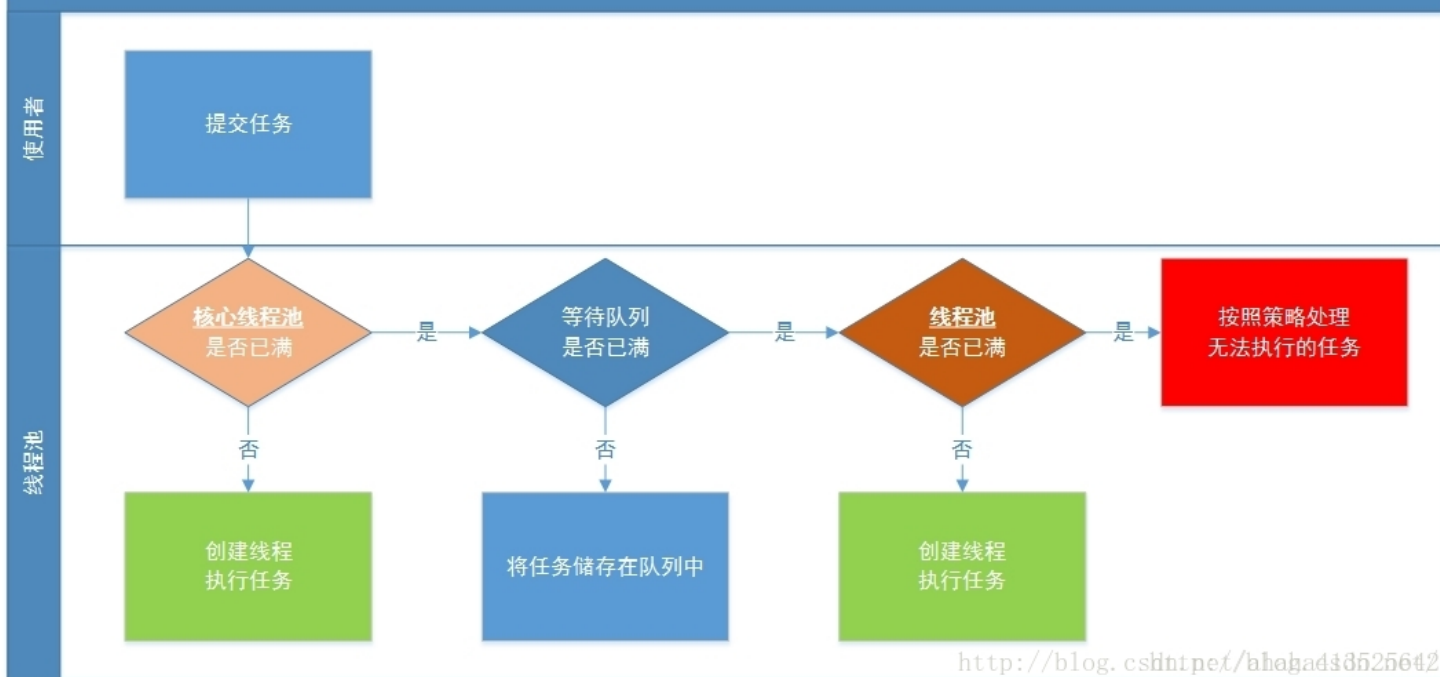 使用者
提交任务
线程池
核心线程池
是否已满
是
等待队列
是否已满
是
线程池
是否已满
是
按照策略处理
无法执行的任务
否
否
否
创建线程
执行任务
将任务储存在队列中
创建线程
执行任务
http://blog.csdn.net/